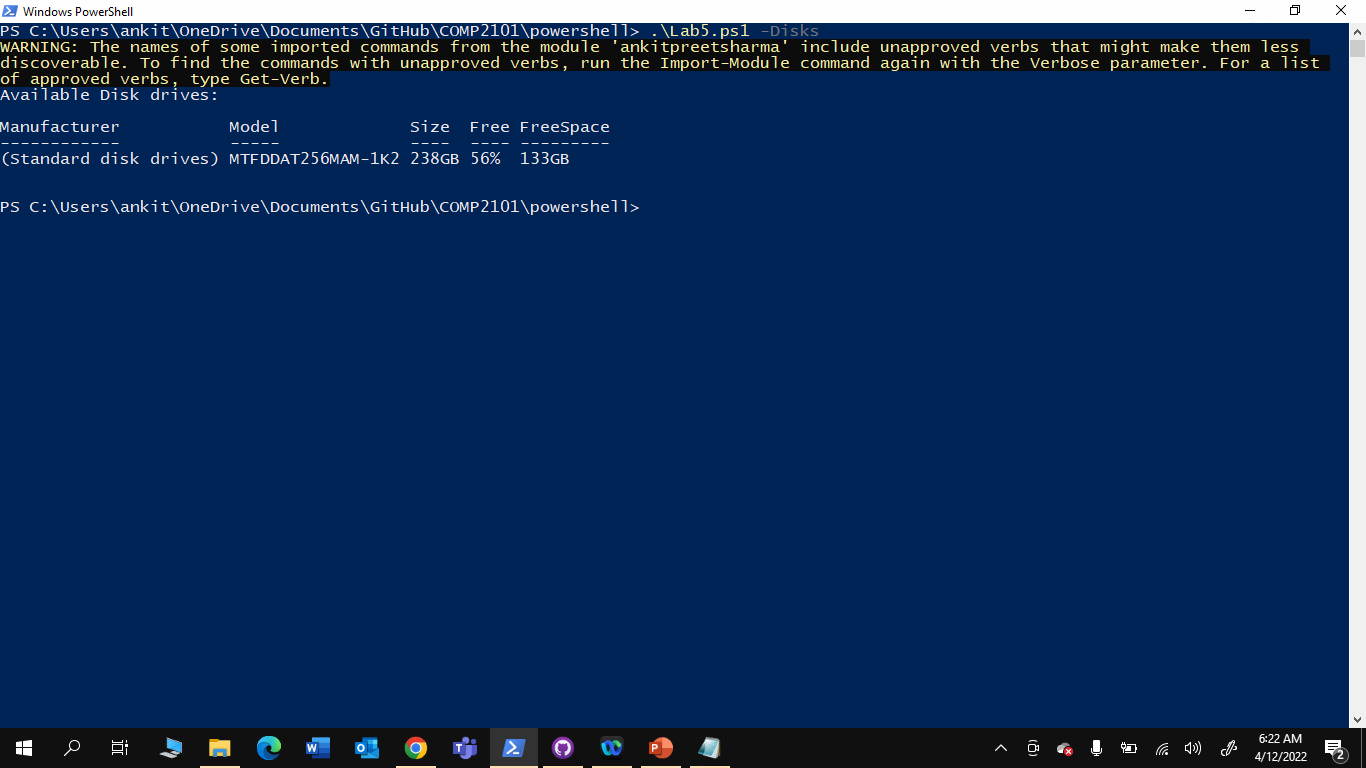 Windows PowerShell
PS C:\Users\ankit\OneDrive\Documents\GitHub\COMP2101\powershell> .\Lab5.ps1 -Disks
WARNING: The names of some imported commands from the module 'ankitpreetsharma' include unapproved verbs that might make them less
discoverable. To find the commands with unapproved verbs, run the Import-Module command again with the Verbose parameter. For a list
of approved verbs, type Get-Verb.
Available Disk drives:
Manufacturer Model Size Free FreeSpace
------------ ----- ---- ---- ---------
(Standard disk drives) MTFDDAT256MAM-1K2 238GB 56% 133GB
PS C:\Users\ankit\OneDrive\Documents\GitHub\COMP2101\powershell>
6:22 AM
4/12/2022
2